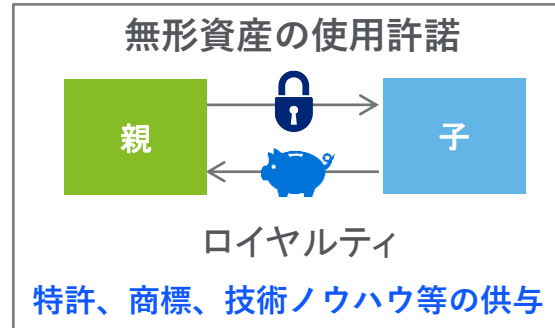 無形資産の使用許諾
親
子
ロイヤルティ
特許、商標、技術ノウハウ等の供与